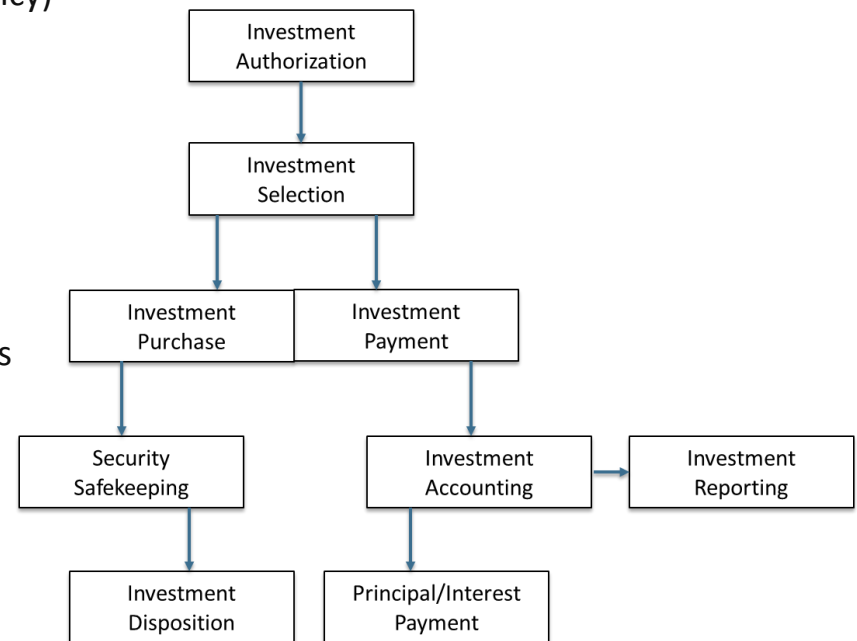 Investment
Authorization
Investment
Selection
Investment
Purchase
Investment
Payment
Security
Safekeeping
Investment
Accounting
Investment
Reporting
Investment
Disposition
Principal/Interest
Payment